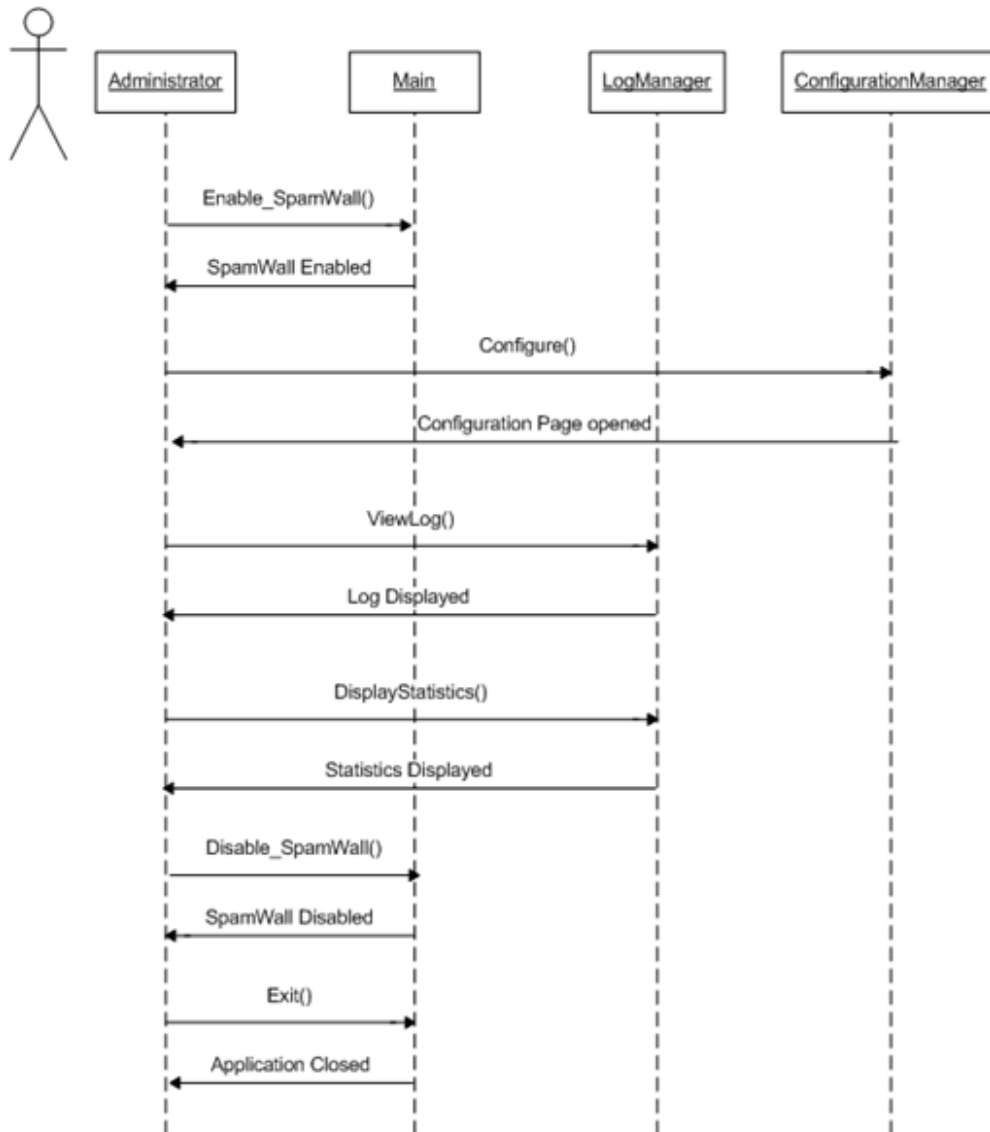 Administrator
Main
LogManager
ConfigurationManager
Enable_SpamWall()
SpamWall Enabled
Configure()
Configuration Page opened
ViewLog()
Log Displayed
DisplayStatistics()
Statistics Displayed
Disable_SpamWall()
SpamWall Disabled
Exit()
Application Closed